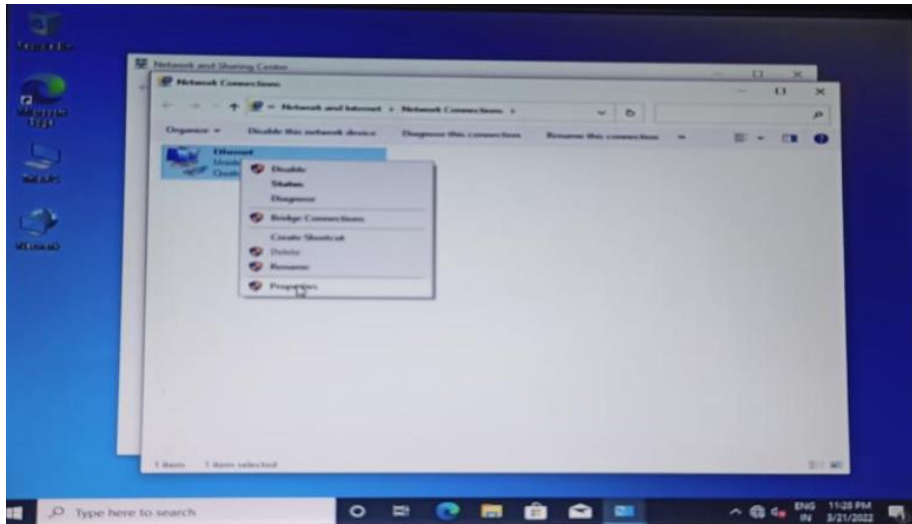 Network and Sharing Center
Network Connections
Network and Internet
Network Connections
Organize
Disable this network device
Diagnose this connection
Rename this connection
Ethernet
Disable
Status
Diagnose
Bridge Connections
Create Shortcut
Delete
Rename
Properties
1 item
1 item selected
Type here to search
ENG
IN
11:28 PM
3/21/2022